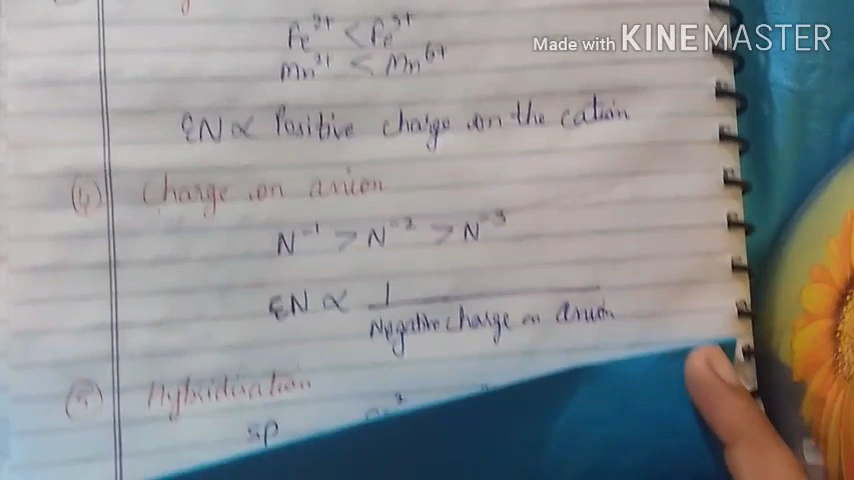 Made with KINEMASTER
Fe²⁺ < Fe³⁺
Mn²⁺ < Mn⁶⁺
EN ∝ Positive charge on the cation
(4) Charge on anion
N⁻¹ > N⁻² > N⁻³
EN ∝ 1
Negative charge on anion
(5) Hybridisation
sp